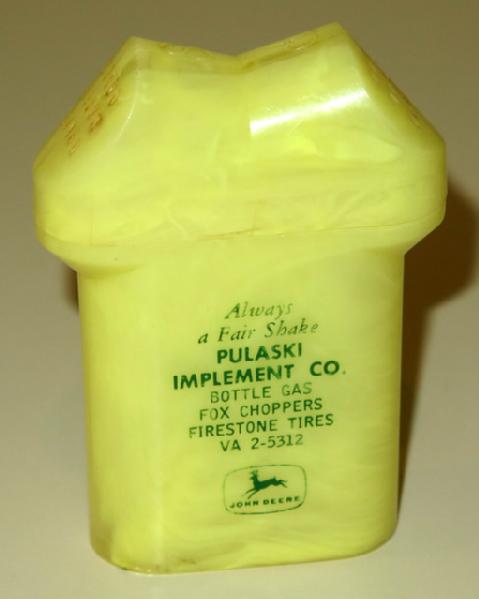 Always
a Fair Shake
PULASKI
IMPLEMENT CO.
BOTTLE GAS
FOX CHOPPERS
FIRESTONE TIRES
VA 2-5312
JOHN DEERE